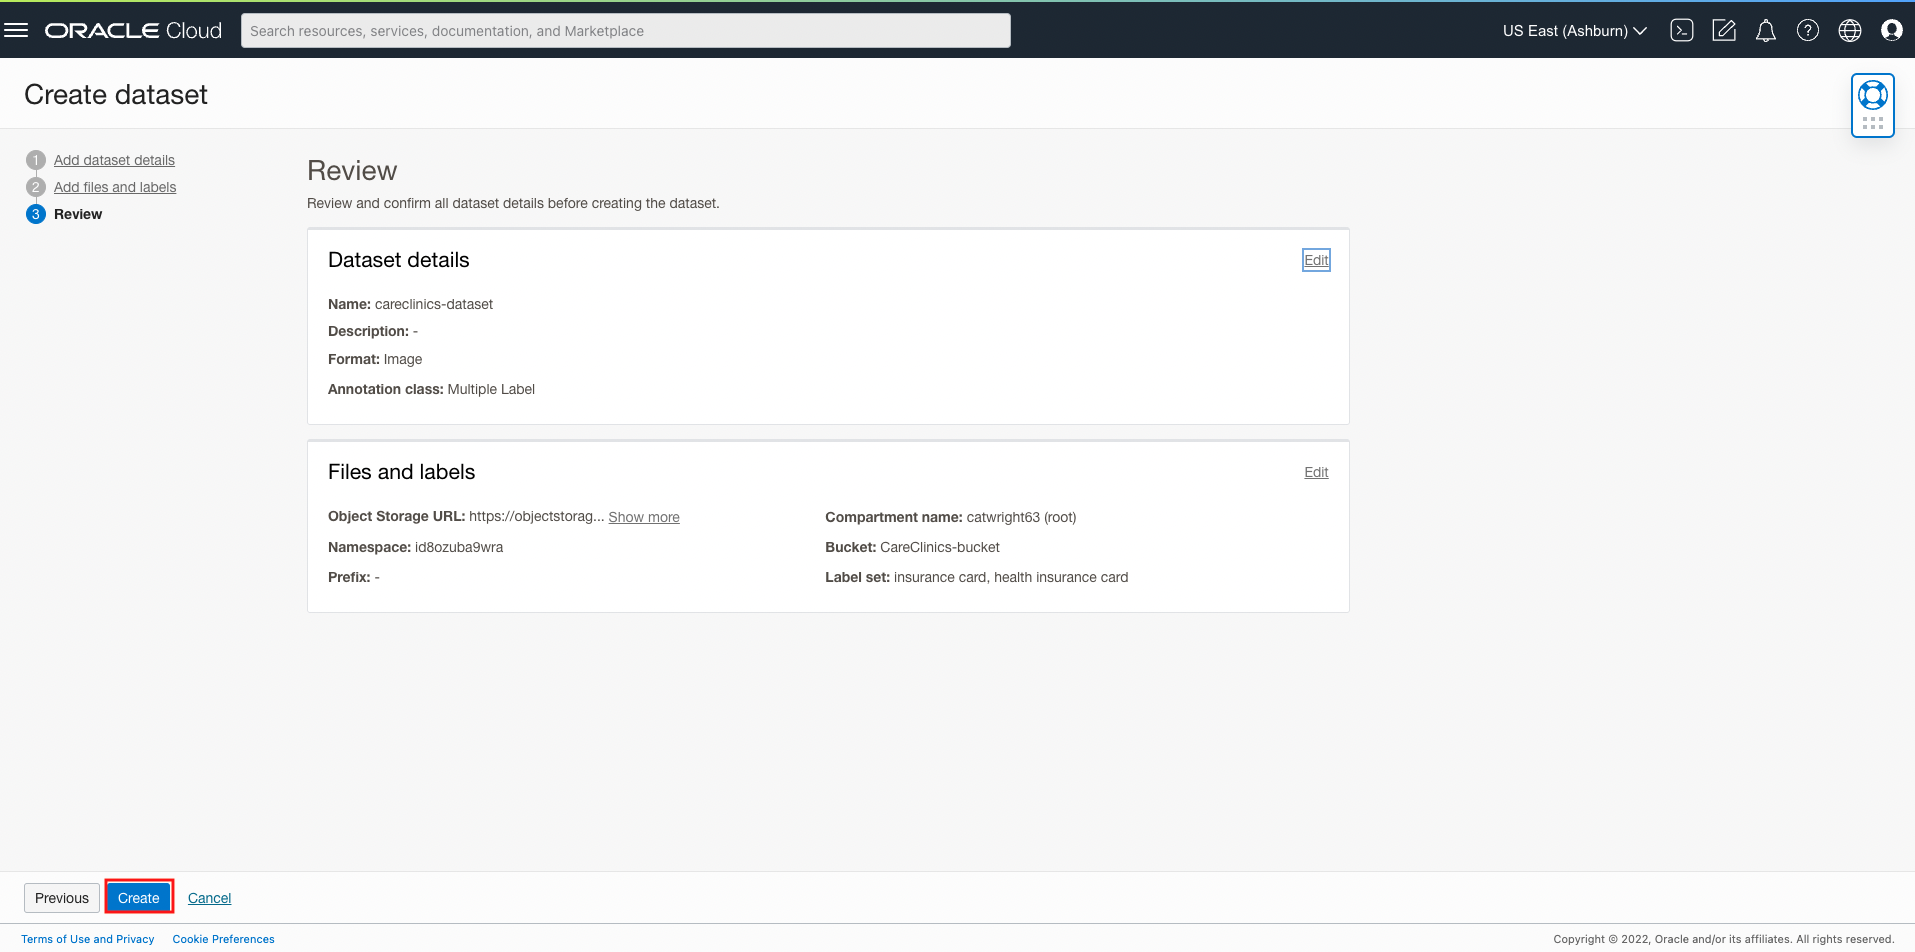 ORACLE Cloud
Search resources, services, documentation, and Marketplace
US East (Ashburn)
Create dataset
1 Add dataset details
2 Add files and labels
3 Review
Review
Review and confirm all dataset details before creating the dataset.
Dataset details
Edit
Name: careclinics-dataset
Description: -
Format: Image
Annotation class: Multiple Label
Files and labels
Edit
Object Storage URL: https://objectstorag... Show more
Compartment name: catwright63 (root)
Namespace: id8ozuba9wra
Bucket: CareClinics-bucket
Prefix: -
Label set: insurance card, health insurance card
Previous
Create
Cancel
Terms of Use and Privacy
Cookie Preferences
Copyright © 2022, Oracle and/or its affiliates. All rights reserved.